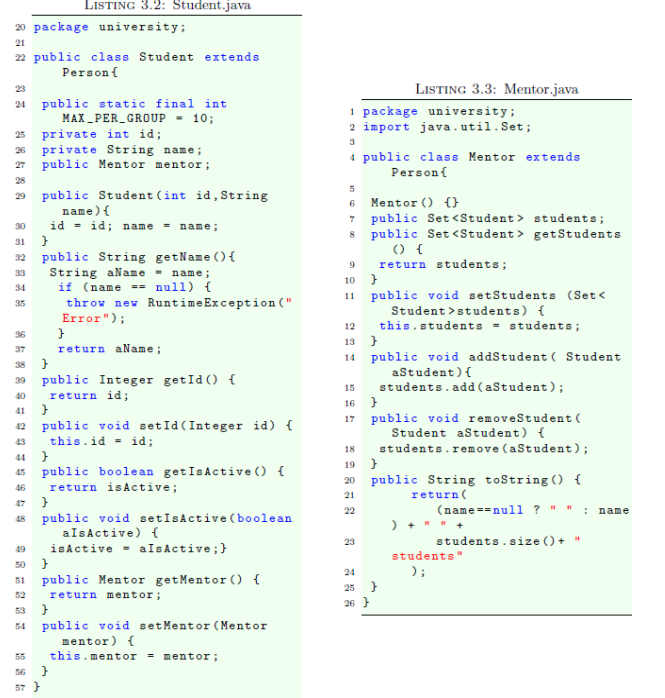 LISTING 3.2: Student.java
20 package university;
21
22 public class Student extends
Person{
23
24 public static final int
MAX_PER_GROUP = 10;
25 private int id;
26 private String name;
27 public Mentor mentor;
28
29 public Student(int id,String
name){
30 id = id; name = name;
31 }
32 public String getName(){
33 String aName = name;
34 if (name == null) {
35 throw new RuntimeException("
Error");
36 }
37 return aName;
38 }
39 public Integer getId() {
40 return id;
41 }
42 public void setId(Integer id) {
43 this.id = id;
44 }
45 public boolean getIsActive() {
46 return isActive;
47 }
48 public void setIsActive(boolean
aIsActive) {
49 isActive = aIsActive;}
50 }
51 public Mentor getMentor() {
52 return mentor;
53 }
54 public void setMentor(Mentor
mentor) {
55 this.mentor = mentor;
56 }
57 }
LISTING 3.3: Mentor.java
1 package university;
2 import java.util.Set;
3
4 public class Mentor extends
Person{
5
6 Mentor() {}
7 public Set<Student> students;
8 public Set<Student> getStudents
() {
9 return students;
10 }
11 public void setStudents (Set<
Student>students) {
12 this.students = students;
13 }
14 public void addStudent( Student
aStudent){
15 students.add(aStudent);
16 }
17 public void removeStudent(
Student aStudent) {
18 students.remove(aStudent);
19 }
20 public String toString() {
21 return(
22 (name==null ? " " : name
) + " " +
23 students.size()+ "
students"
24 );
25 }
26 }